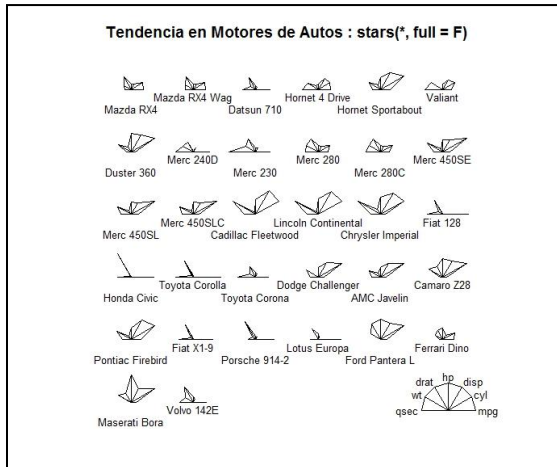 Tendencia en Motores de Autos : stars(*, full = F)
Mazda RX4 Mazda RX4 Wag Datsun 710 Hornet 4 Drive Hornet Sportabout Valiant
Duster 360 Merc 240D Merc 230 Merc 280 Merc 280C Merc 450SE
Merc 450SL Merc 450SLC Cadillac Fleetwood Lincoln Continental Chrysler Imperial Fiat 128
Honda Civic Toyota Corolla Toyota Corona Dodge Challenger AMC Javelin Camaro Z28
Pontiac Firebird Fiat X1-9 Porsche 914-2 Lotus Europa Ford Pantera L Ferrari Dino
Maserati Bora Volvo 142E
hp
drat disp
wt cyl
qsec mpg